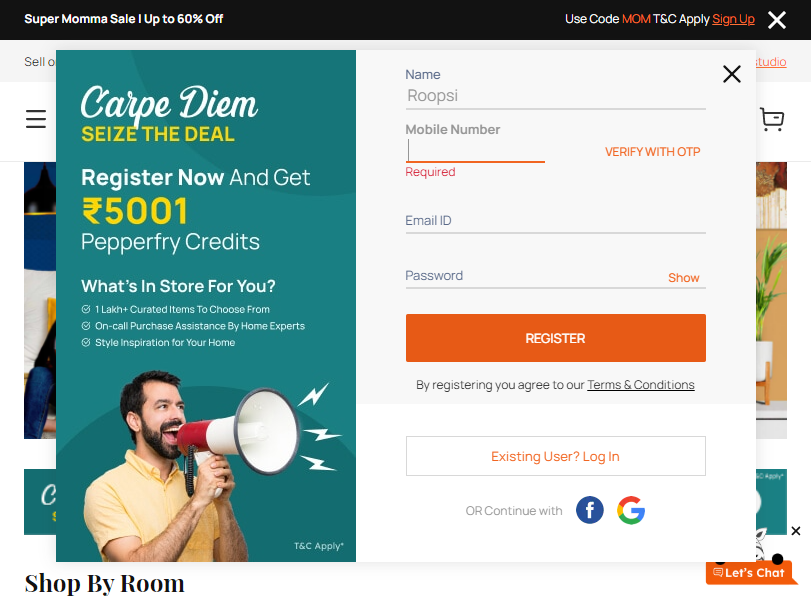 Super Momma Sale | Up to 60% Off
Use Code MOM T&C Apply Sign Up
Sell o
studio
Carpe Diem
SEIZE THE DEAL
Register Now And Get
₹5001
Pepperfry Credits
What's In Store For You?
1 Lakh+ Curated Items To Choose From
On-call Purchase Assistance By Home Experts
Style Inspiration for Your Home
T&C Apply*
Name
Roopsi
Mobile Number
VERIFY WITH OTP
Required
Email ID
Password
Show
REGISTER
By registering you agree to our Terms & Conditions
Existing User? Log In
OR Continue with
&C Apply*
Let's Chat
Shop By Room